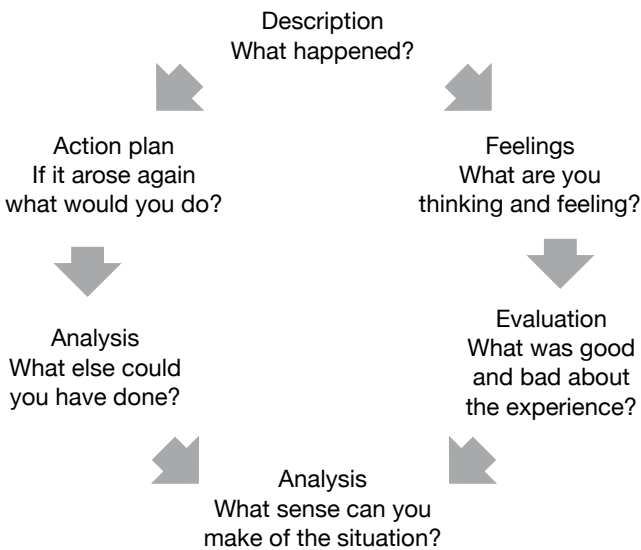 Description
What happened?
Action plan
If it arose again
what would you do?
Feelings
What are you
thinking and feeling?
Analysis
What else could
you have done?
Evaluation
What was good
and bad about
the experience?
Analysis
What sense can you
make of the situation?